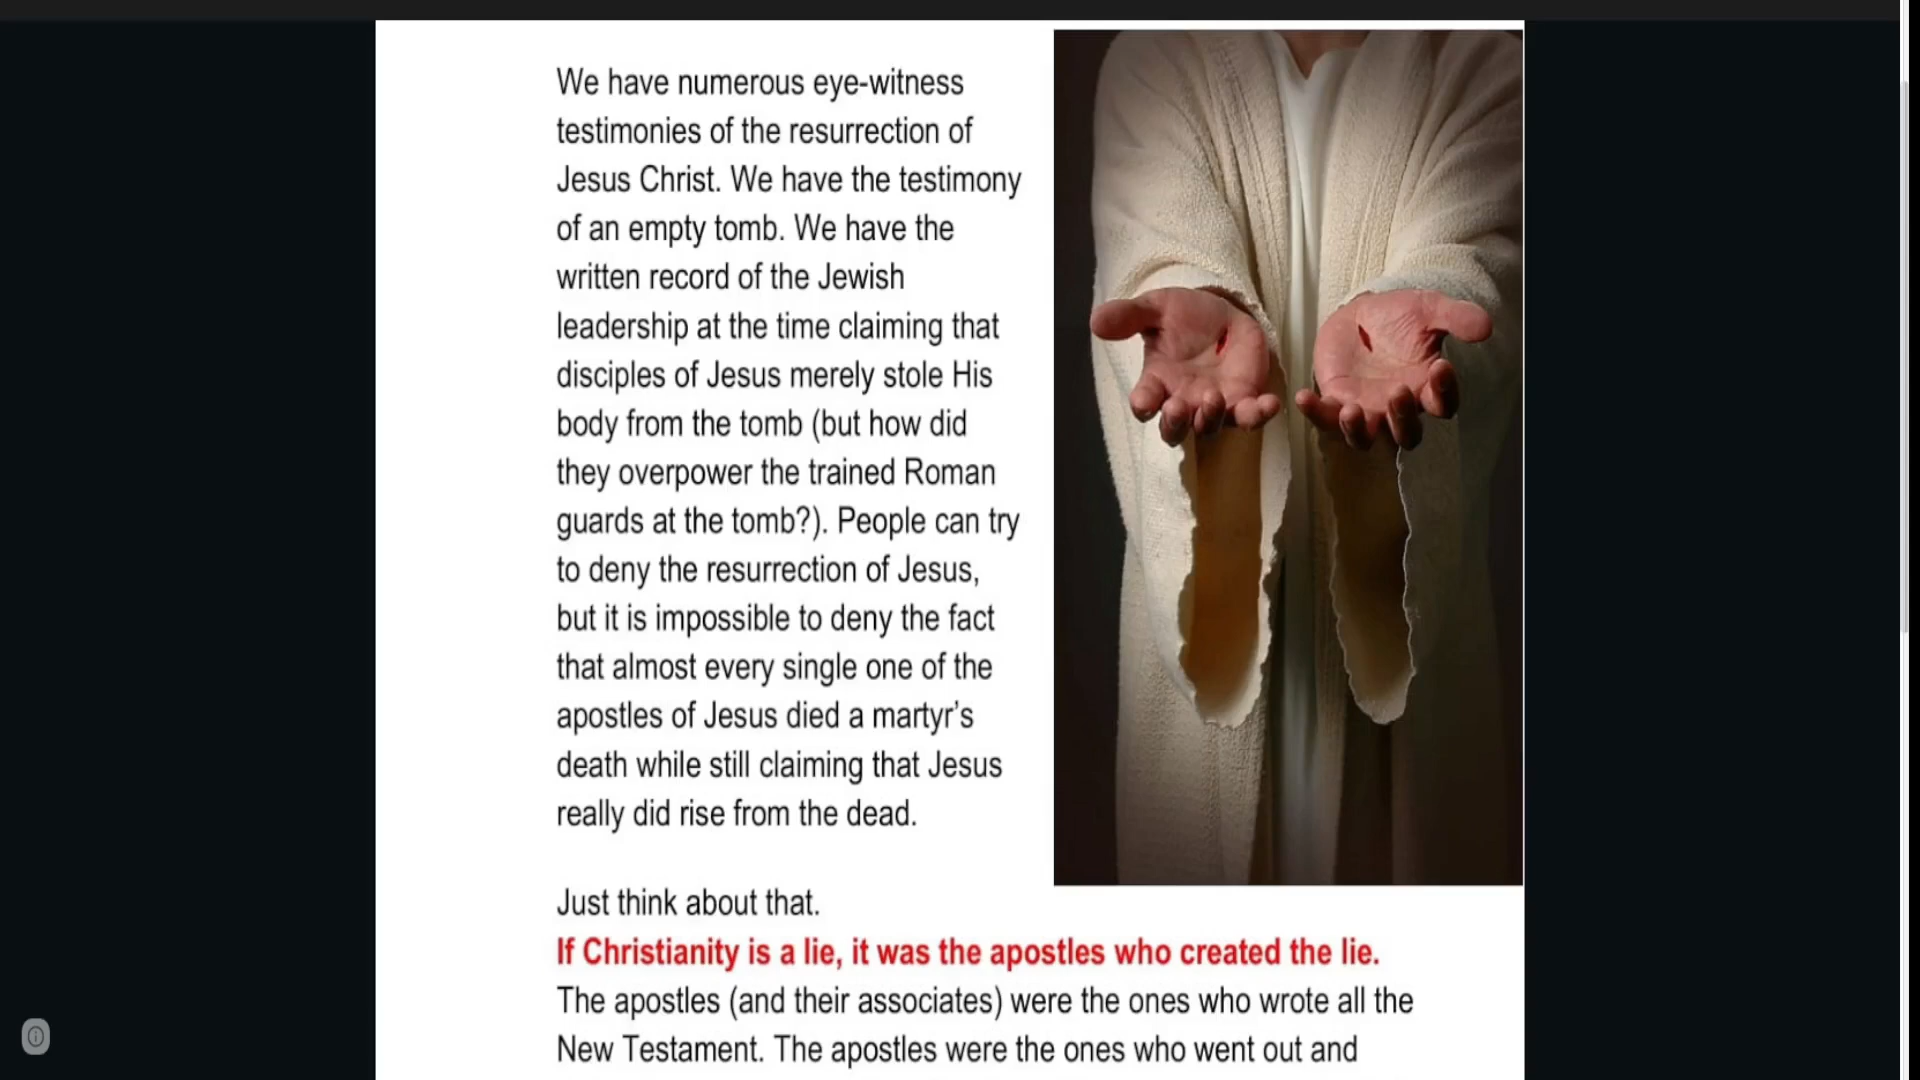 We have numerous eye-witness
testimonies of the resurrection of
Jesus Christ. We have the testimony
of an empty tomb. We have the
written record of the Jewish
leadership at the time claiming that
disciples of Jesus merely stole His
body from the tomb (but how did
they overpower the trained Roman
guards at the tomb?). People can try
to deny the resurrection of Jesus,
but it is impossible to deny the fact
that almost every single one of the
apostles of Jesus died a martyr’s
death while still claiming that Jesus
really did rise from the dead.
Just think about that.
If Christianity is a lie, it was the apostles who created the lie.
The apostles (and their associates) were the ones who wrote all the
New Testament. The apostles were the ones who went out and